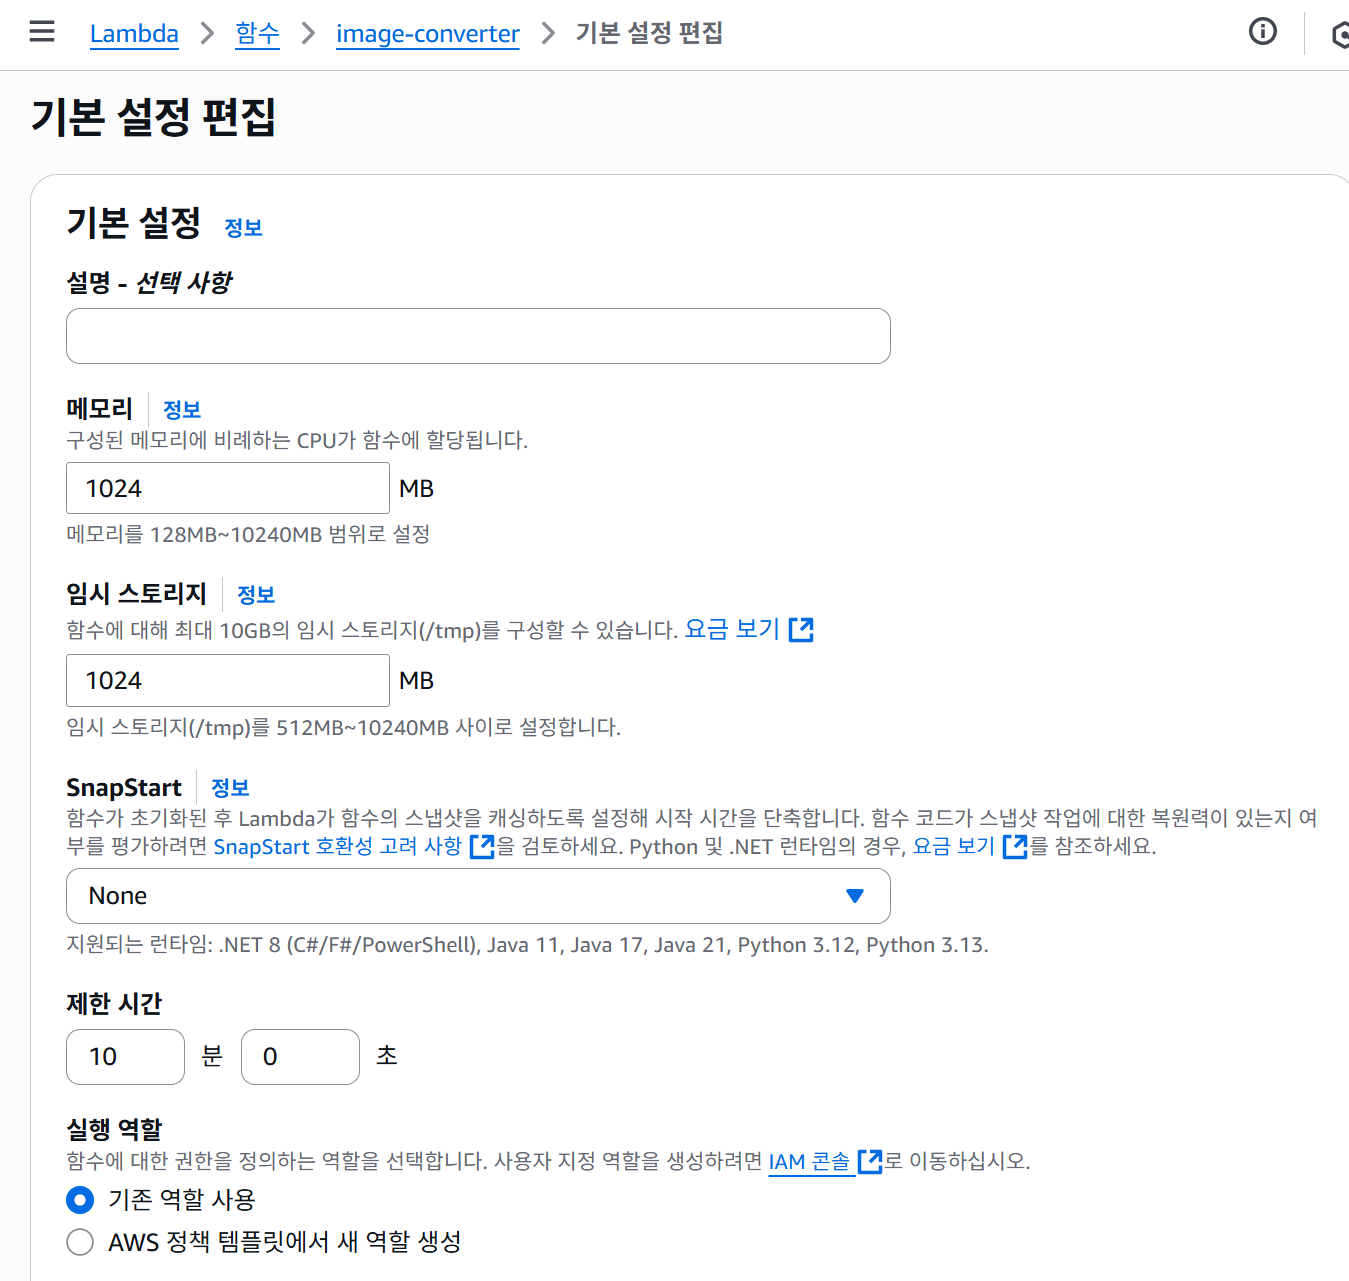 Lambda > 함수 > image-converter > 기본 설정 편집
기본 설정 편집
기본 설정 정보
설명 - 선택 사항
메모리 정보
구성된 메모리에 비례하는 CPU가 함수에 할당됩니다.
1024 MB
메모리를 128MB~10240MB 범위로 설정
임시 스토리지 정보
함수에 대해 최대 10GB의 임시 스토리지(/tmp)를 구성할 수 있습니다. 요금 보기
1024 MB
임시 스토리지(/tmp)를 512MB~10240MB 사이로 설정합니다.
SnapStart 정보
함수가 초기화된 후 Lambda가 함수의 스냅샷을 캐싱하도록 설정해 시작 시간을 단축합니다. 함수 코드가 스냅샷 작업에 대한 복원력이 있는지 여
부를 평가하려면 SnapStart 호환성 고려 사항을 검토하세요. Python 및 .NET 런타임의 경우, 요금 보기를 참조하세요.
None
지원되는 런타임: .NET 8 (C#/F#/PowerShell), Java 11, Java 17, Java 21, Python 3.12, Python 3.13.
제한 시간
10 분 0 초
실행 역할
함수에 대한 권한을 정의하는 역할을 선택합니다. 사용자 지정 역할을 생성하려면 IAM 콘솔로 이동하십시오.
기존 역할 사용
AWS 정책 템플릿에서 새 역할 생성